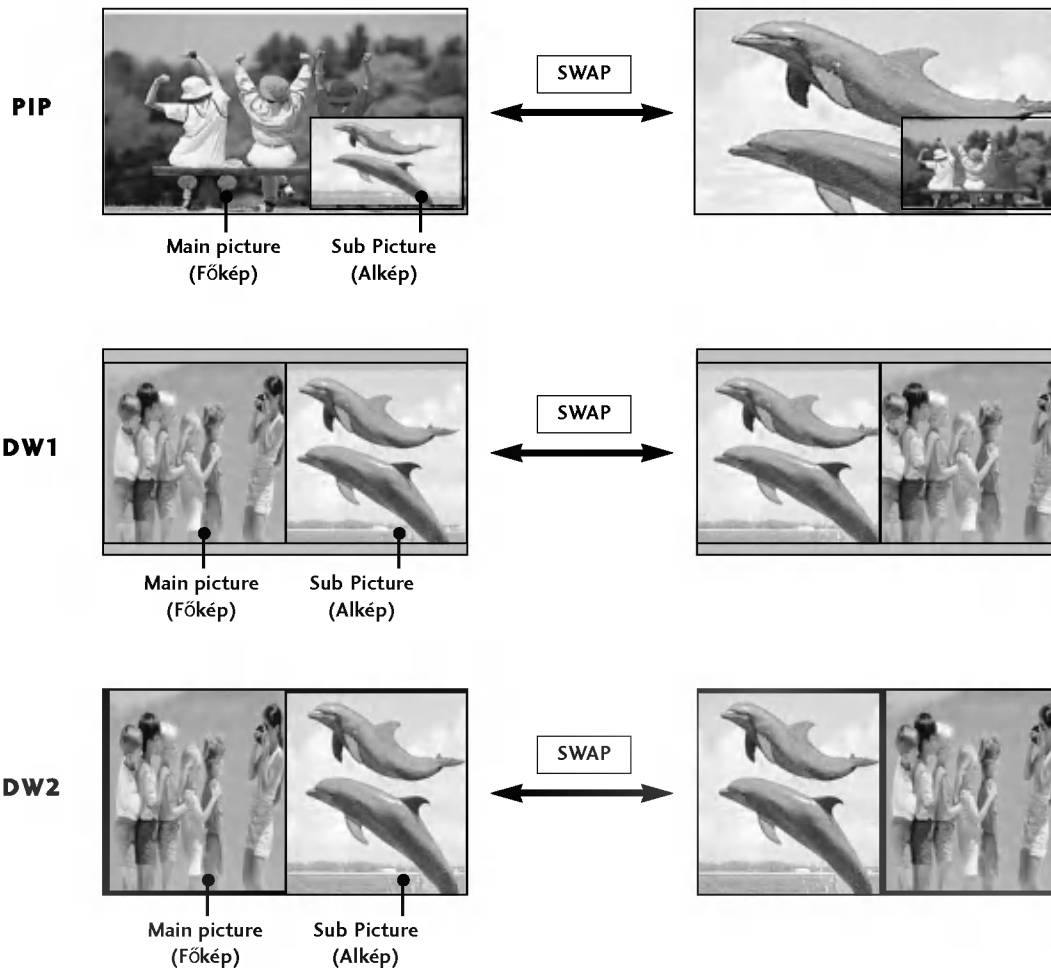 PIP
SWAP
Main picture
(Főkép)
Sub Picture
(Alkép)
DW1
SWAP
Main picture
(Főkép)
Sub Picture
(Alkép)
DW2
SWAP
Main picture
(Főkép)
Sub Picture
(Alkép)